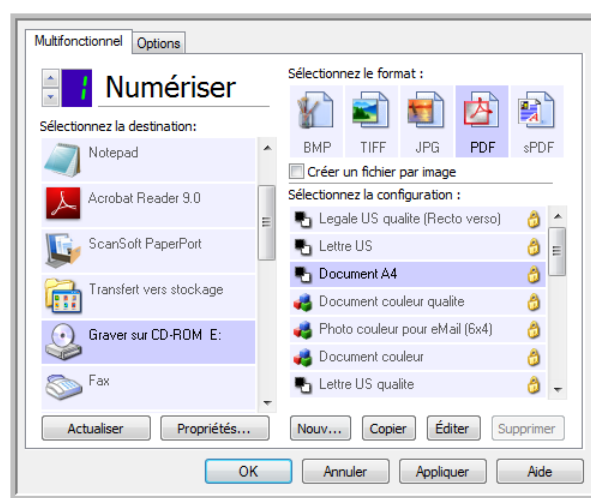 Multifonctionnel Options
1 Numériser
Sélectionnez la destination:
Notepad
Acrobat Reader 9.0
ScanSoft PaperPort
Transfert vers stockage
Graver sur CD-ROM E:
Fax
Actualiser Propriétés...
Sélectionnez le format :
BMP TIFF JPG PDF sPDF
Créer un fichier par image
Sélectionnez la configuration :
Legale US qualite (Recto verso)
Lettre US
Document A4
Document couleur qualite
Photo couleur pour eMail (6x4)
Document couleur
Lettre US qualite
Nouv... Copier Éditer Supprimer
OK Annuler Appliquer Aide